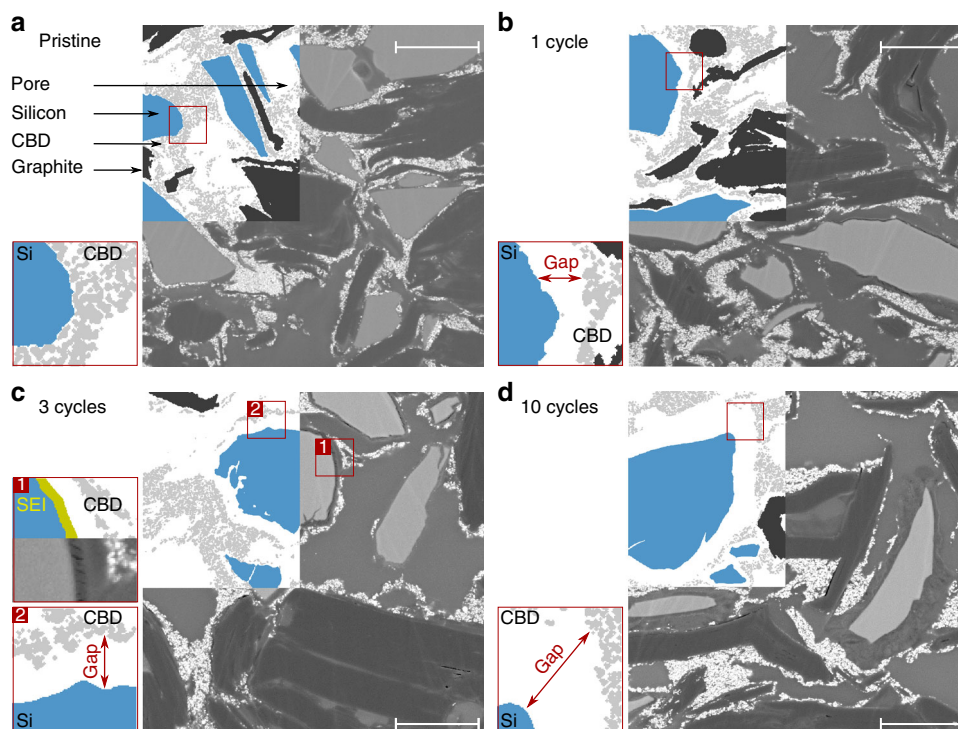 a
Pristine
Pore
Silicon
CBD
Graphite
Si
CBD
b
1 cycle
Si
Gap
CBD
c
3 cycles
2
1
1
SEI
CBD
2
CBD
Gap
Si
d
10 cycles
CBD
Gap
Si